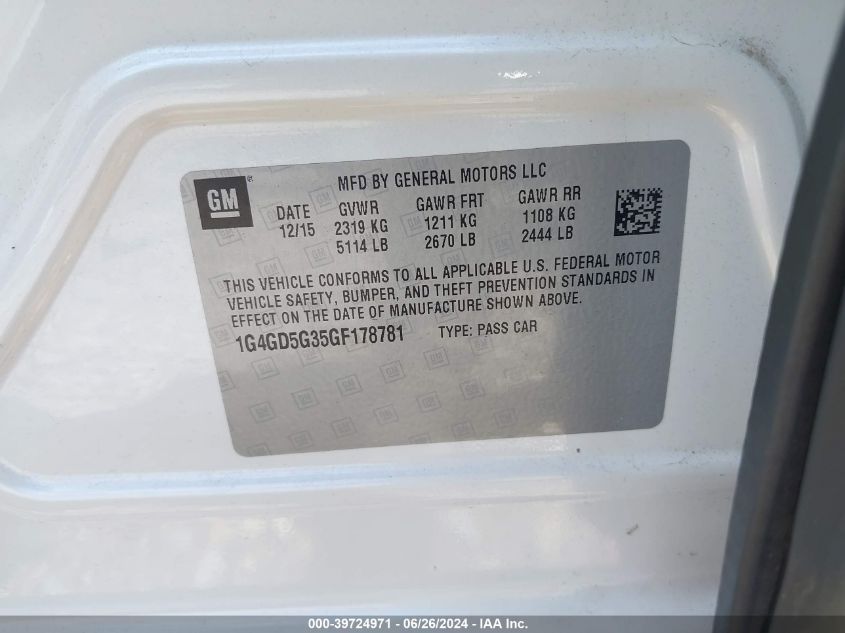 GM
MFD BY GENERAL MOTORS LLC
DATE GVWR GAWR FRT GAWR RR
12/15 2319 KG 1211 KG 1108 KG
5114 LB 2670 LB 2444 LB
THIS VEHICLE CONFORMS TO ALL APPLICABLE U.S. FEDERAL MOTOR
VEHICLE SAFETY, BUMPER, AND THEFT PREVENTION STANDARDS IN
EFFECT ON THE DATE OF MANUFACTURE SHOWN ABOVE.
1G4GD5G35GF178781 TYPE: PASS CAR
000-39724971 - 06/26/2024 - IAA Inc.